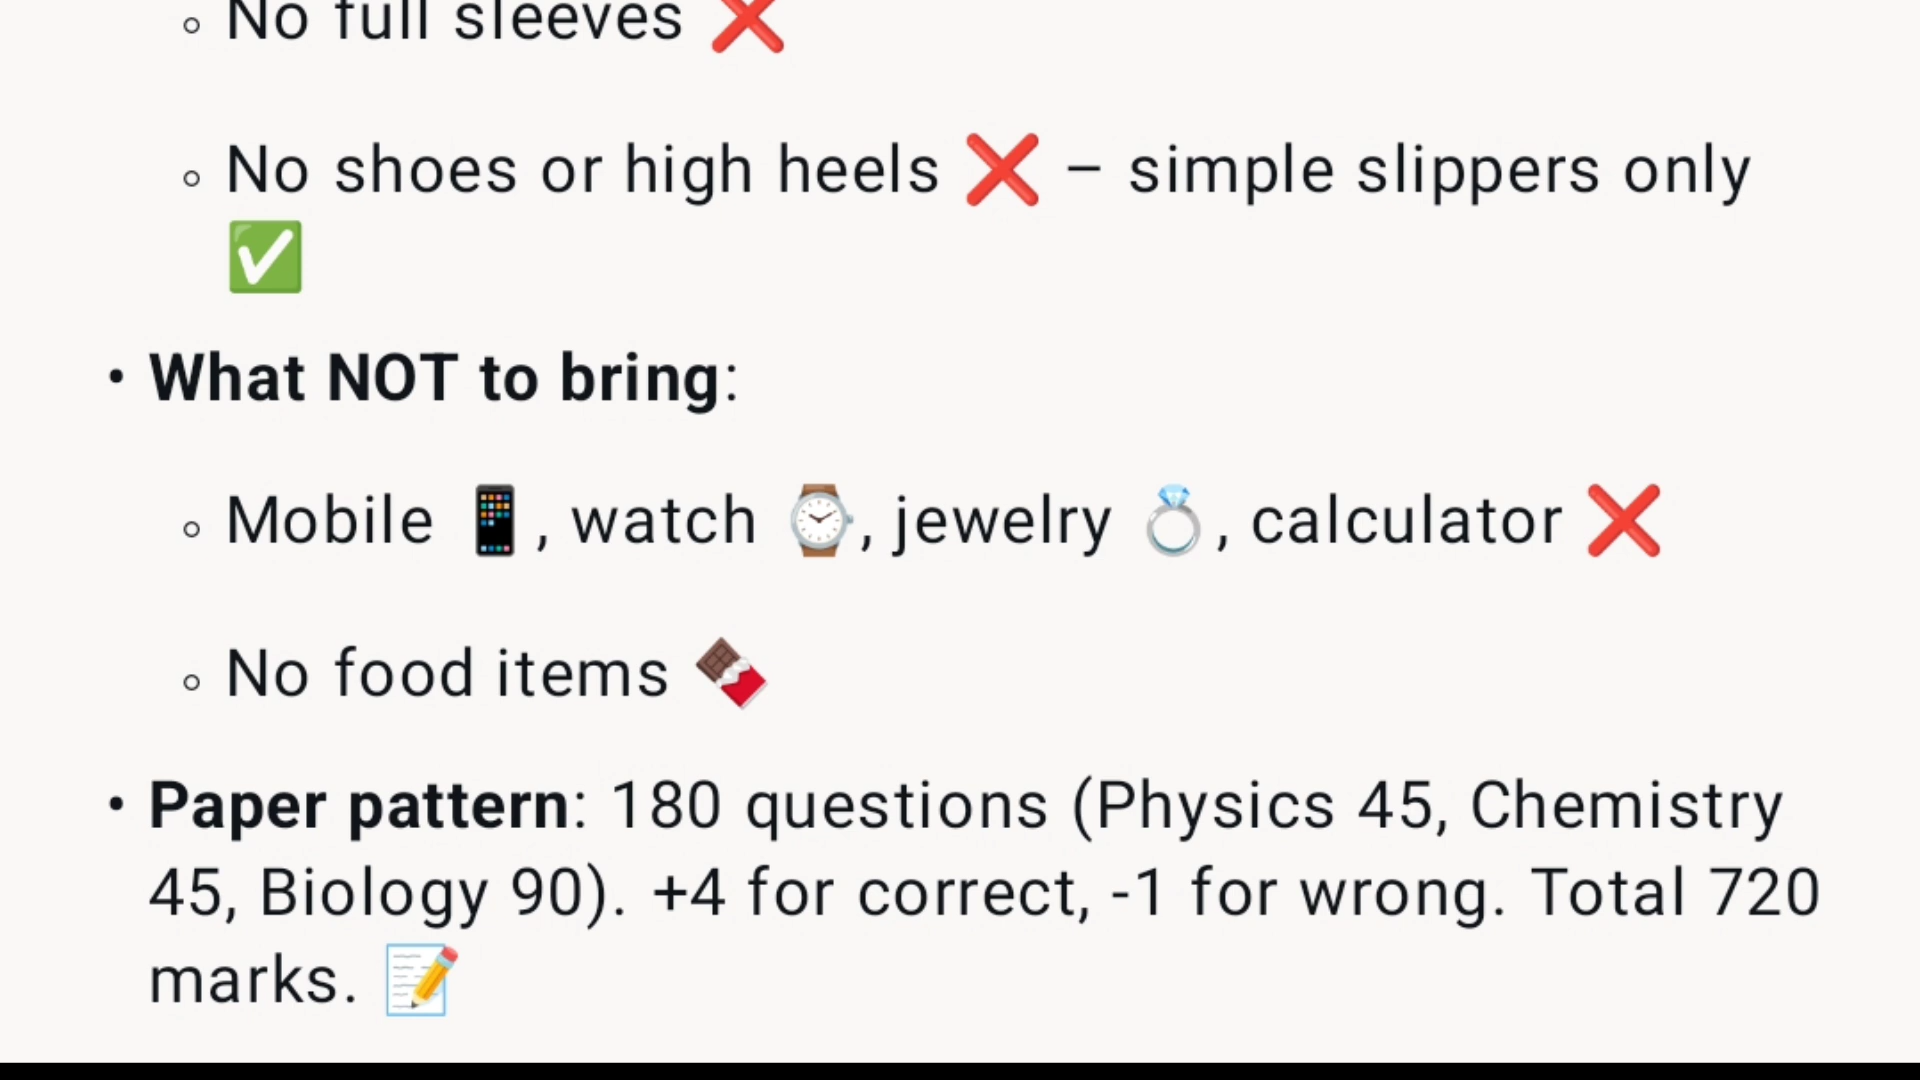 ◦ No full sleeves ❌
◦ No shoes or high heels ❌ – simple slippers only
✅
• What NOT to bring:
◦ Mobile 📱, watch ⌚, jewelry 💍, calculator ❌
◦ No food items 🍫
• Paper pattern: 180 questions (Physics 45, Chemistry
45, Biology 90). +4 for correct, -1 for wrong. Total 720
marks. 📝